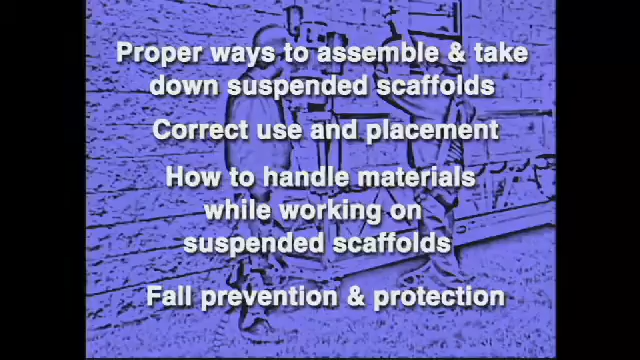 Proper ways to assemble & take
down suspended scaffolds
Correct use and placement
How to handle materials
while working on
suspended scaffolds
Fall prevention & protection